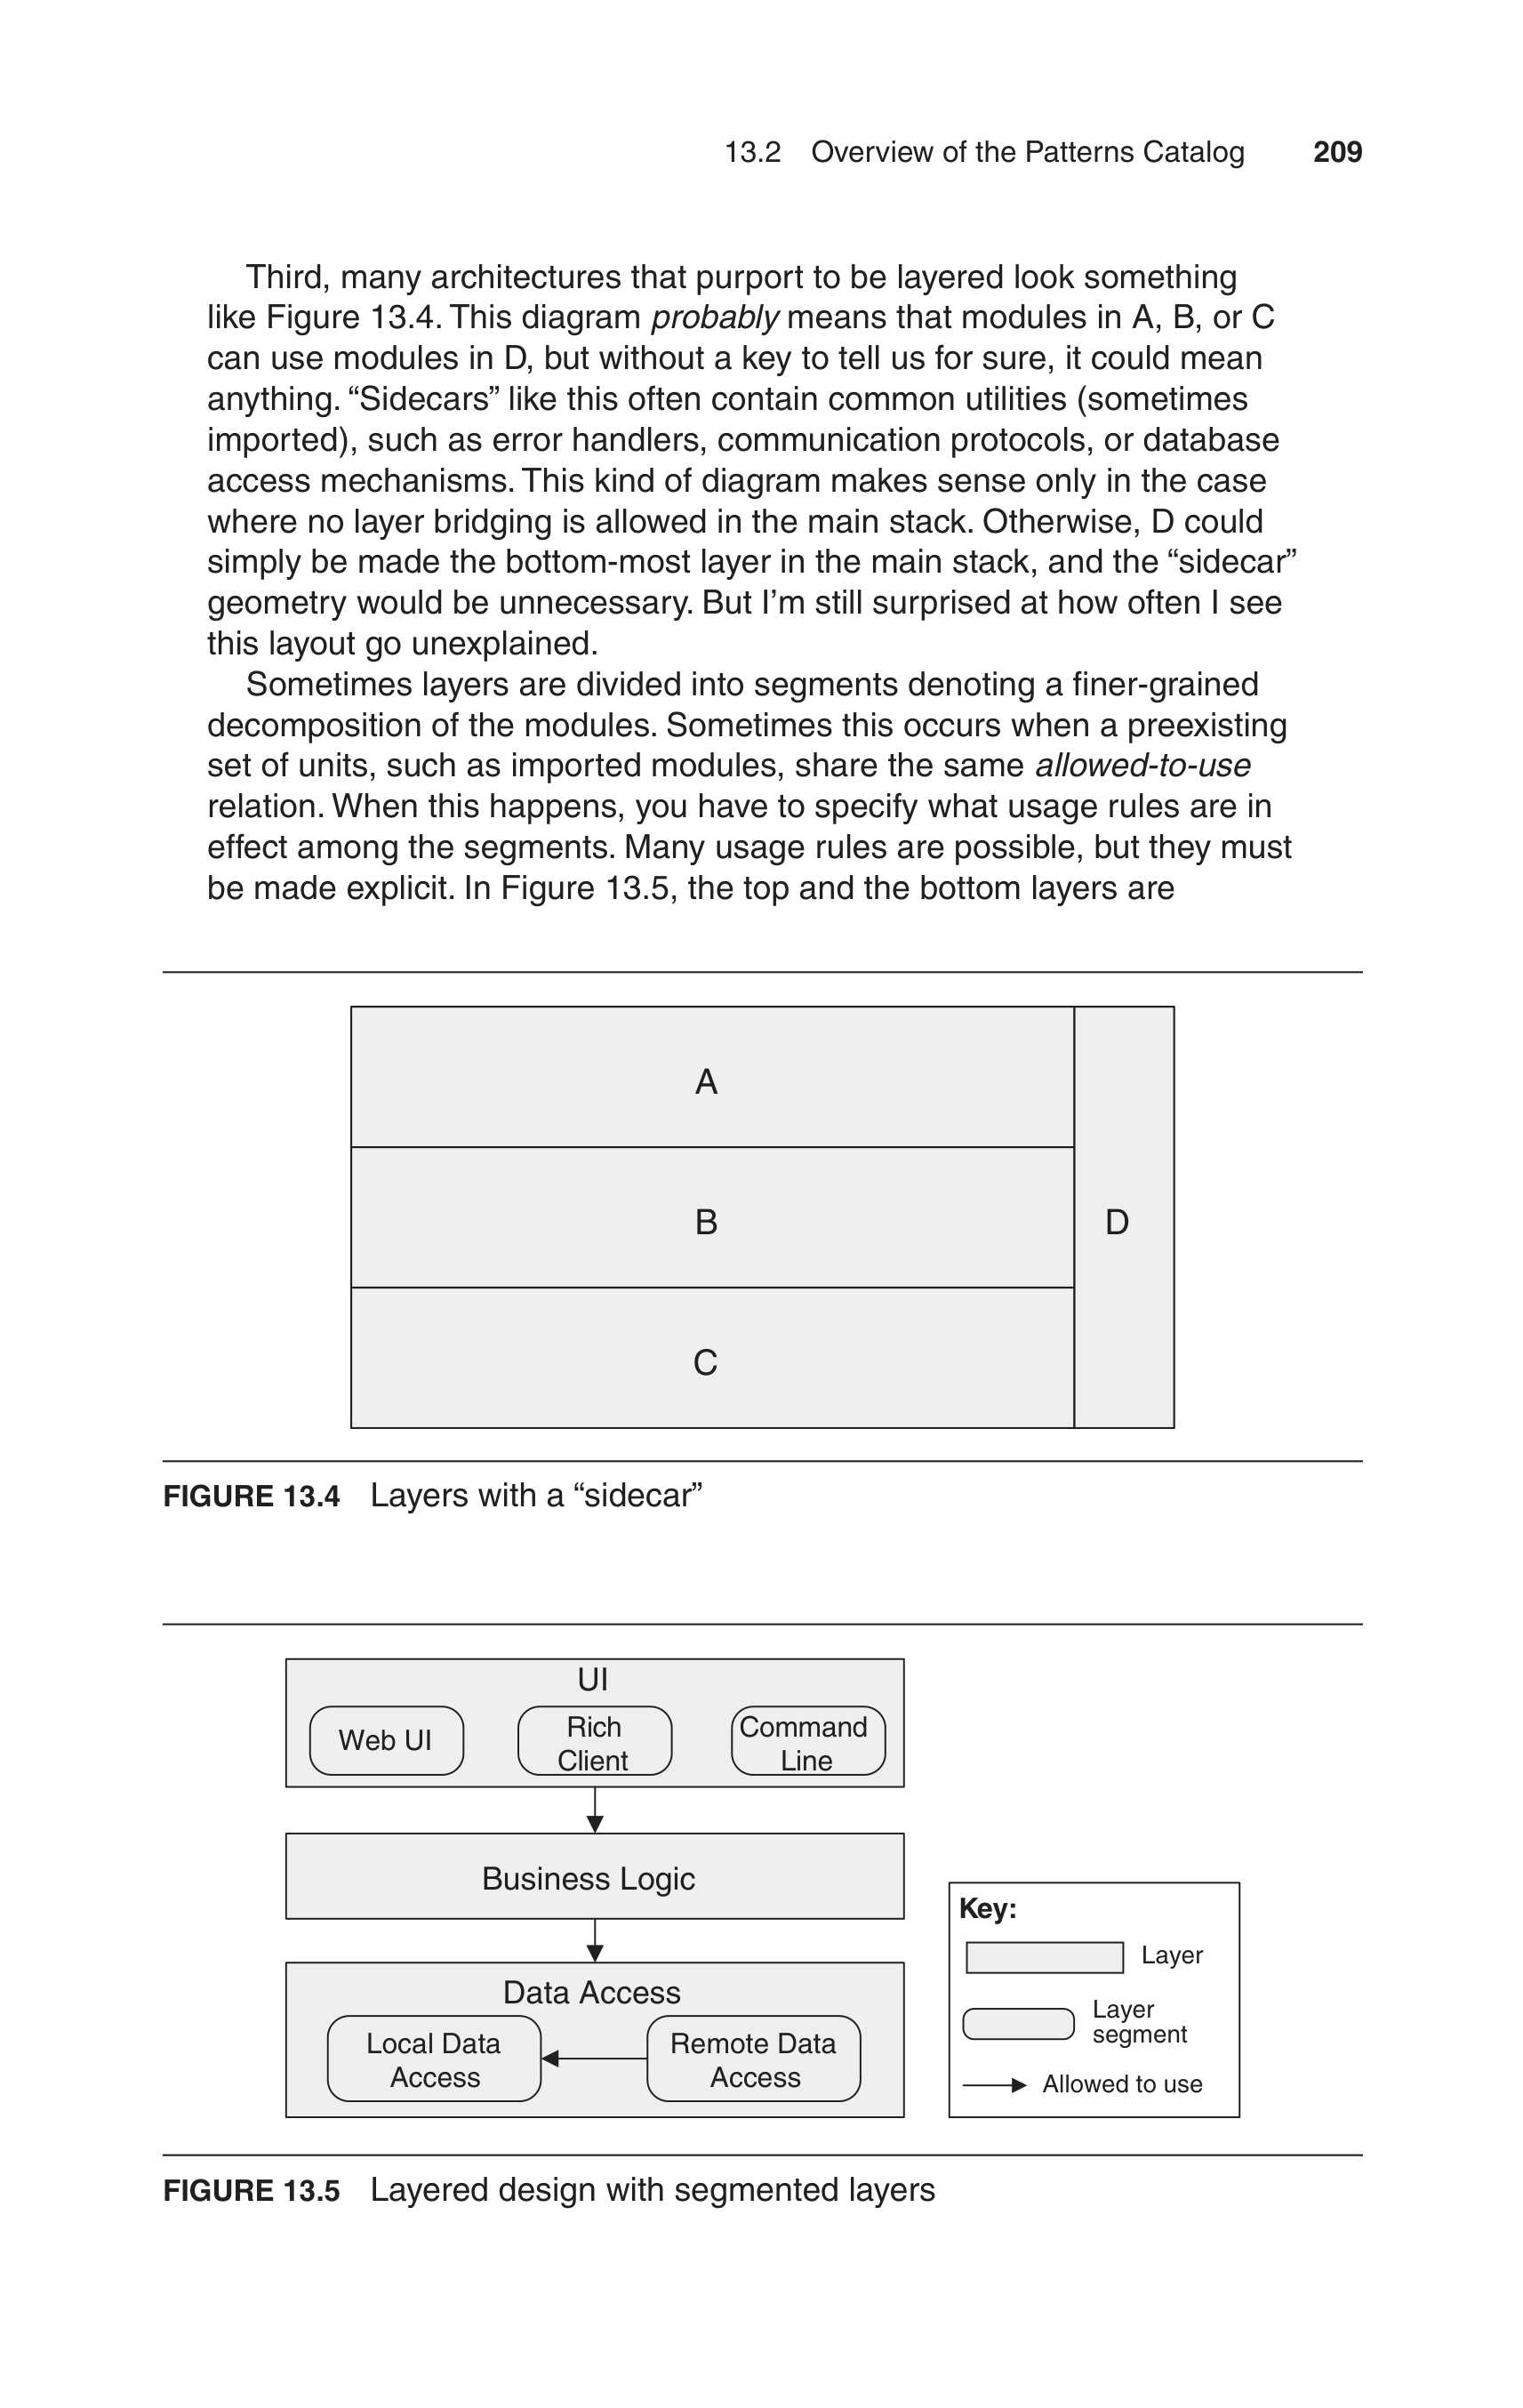 13.2 Overview of the Patterns Catalog 209
Third, many architectures that purport to be layered look something
like Figure 13.4. This diagram probably means that modules in A, B, or C
can use modules in D, but without a key to tell us for sure, it could mean
anything. “Sidecars” like this often contain common utilities (sometimes
imported), such as error handlers, communication protocols, or database
access mechanisms. This kind of diagram makes sense only in the case
where no layer bridging is allowed in the main stack. Otherwise, D could
simply be made the bottom-most layer in the main stack, and the “sidecar”
geometry would be unnecessary. But I’m still surprised at how often I see
this layout go unexplained.
Sometimes layers are divided into segments denoting a finer-grained
decomposition of the modules. Sometimes this occurs when a preexisting
set of units, such as imported modules, share the same allowed-to-use
relation. When this happens, you have to specify what usage rules are in
effect among the segments. Many usage rules are possible, but they must
be made explicit. In Figure 13.5, the top and the bottom layers are
A
B
D
C
FIGURE 13.4 Layers with a “sidecar”
UI
Web UI
Rich
Client
Command
Line
Business Logic
Data Access
Local Data
Access
Remote Data
Access
Key:
Layer
Layer
segment
Allowed to use
FIGURE 13.5 Layered design with segmented layers